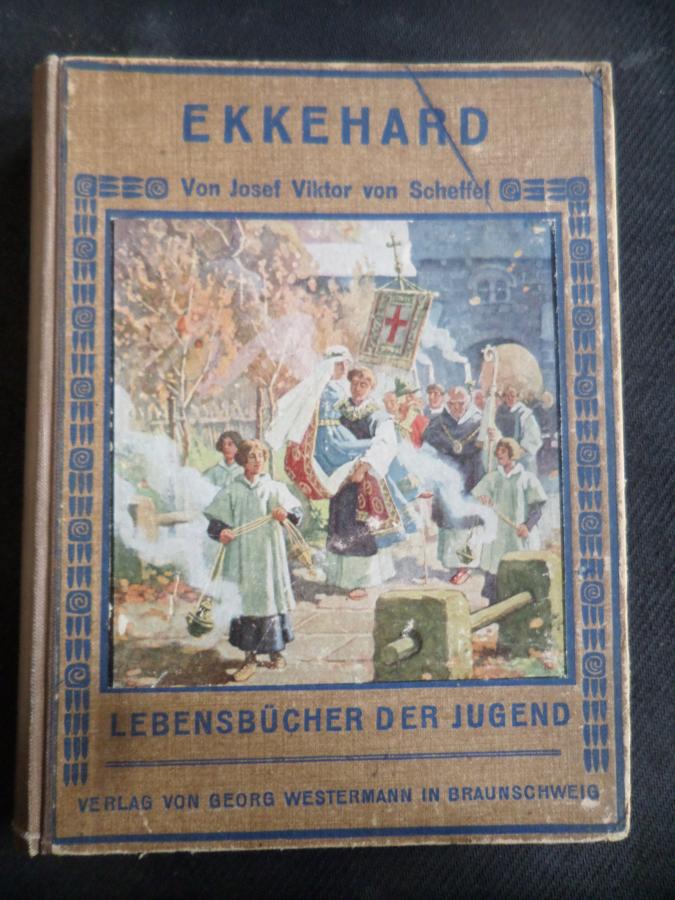 EKKEHARD
Von Josef Viktor von Scheffel
LEBENSBÜCHER DER JUGEND
VERLAG VON GEORG WESTERMANN IN BRAUNSCHWEIG